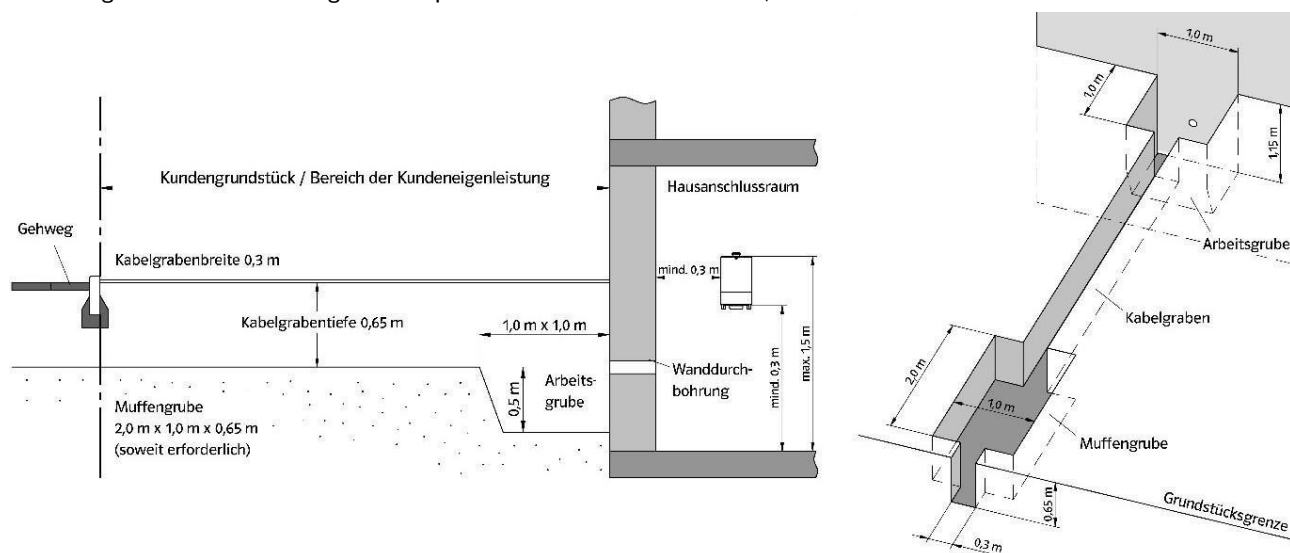 Kundengrundstück / Bereich der Kundeneigenleistung
Hausanschlussraum
Gehweg
Kabelgrabenbreite 0,3 m
mind. 0,3 m
Kabelgrabentiefe 0,65 m
1,0 m x 1,0 m
mind. 0,3 m
max. 1,5 m
Wanddurch-
bohrung
Arbeits-
grube
0,5 m
Muffengrube
2,0 m x 1,0 m x 0,65 m
(soweit erforderlich)
1,0 m
1,0 m
1,15 m
Arbeitsgrube
Kabelgraben
2,0 m
1,0 m
Muffengrube
Grundstücksgrenze
0,65 m
0,3 m